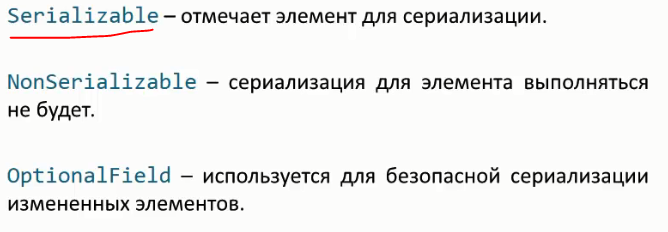 Serializable – отмечает элемент для сериализации.
NonSerializable – сериализация для элемента выполняться
не будет.
OptionalField – используется для безопасной сериализации
измененных элементов.